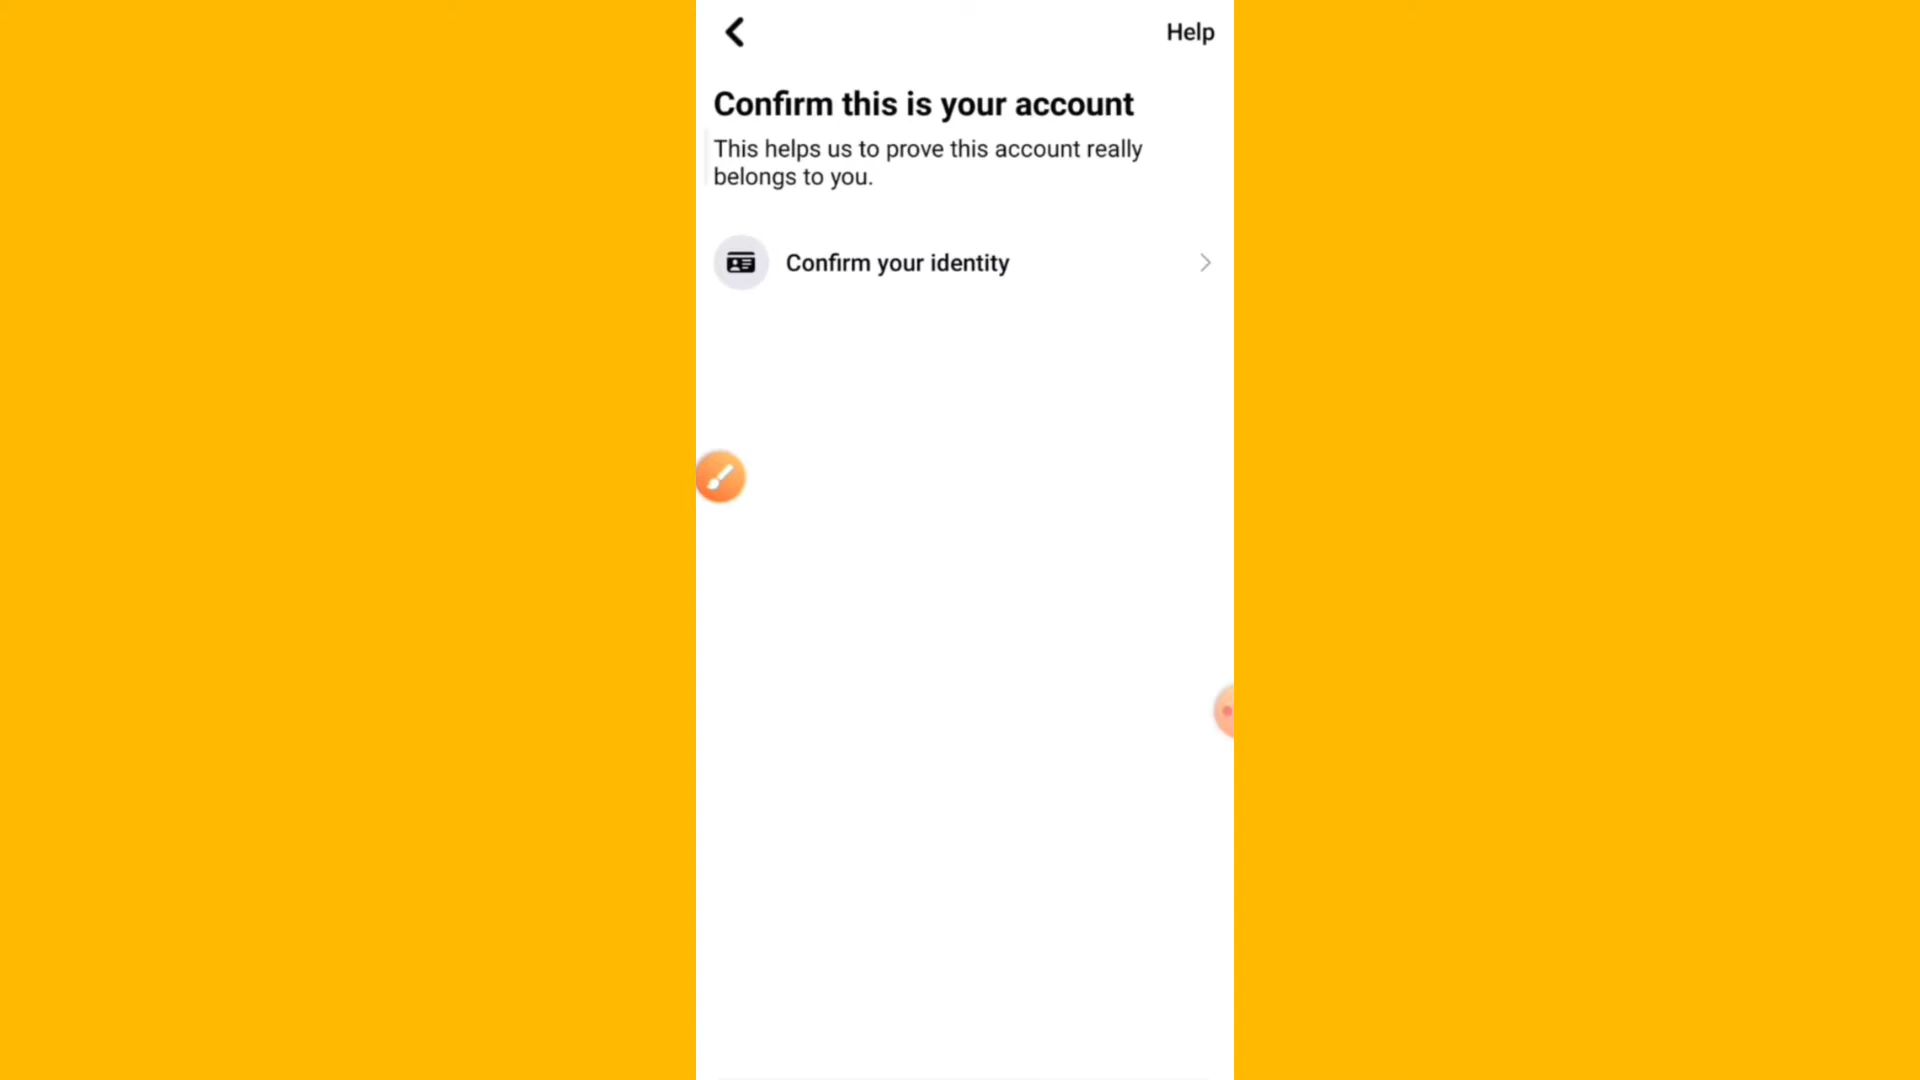 Help
Confirm this is your account
This helps us to prove this account really
belongs to you.
Confirm your identity